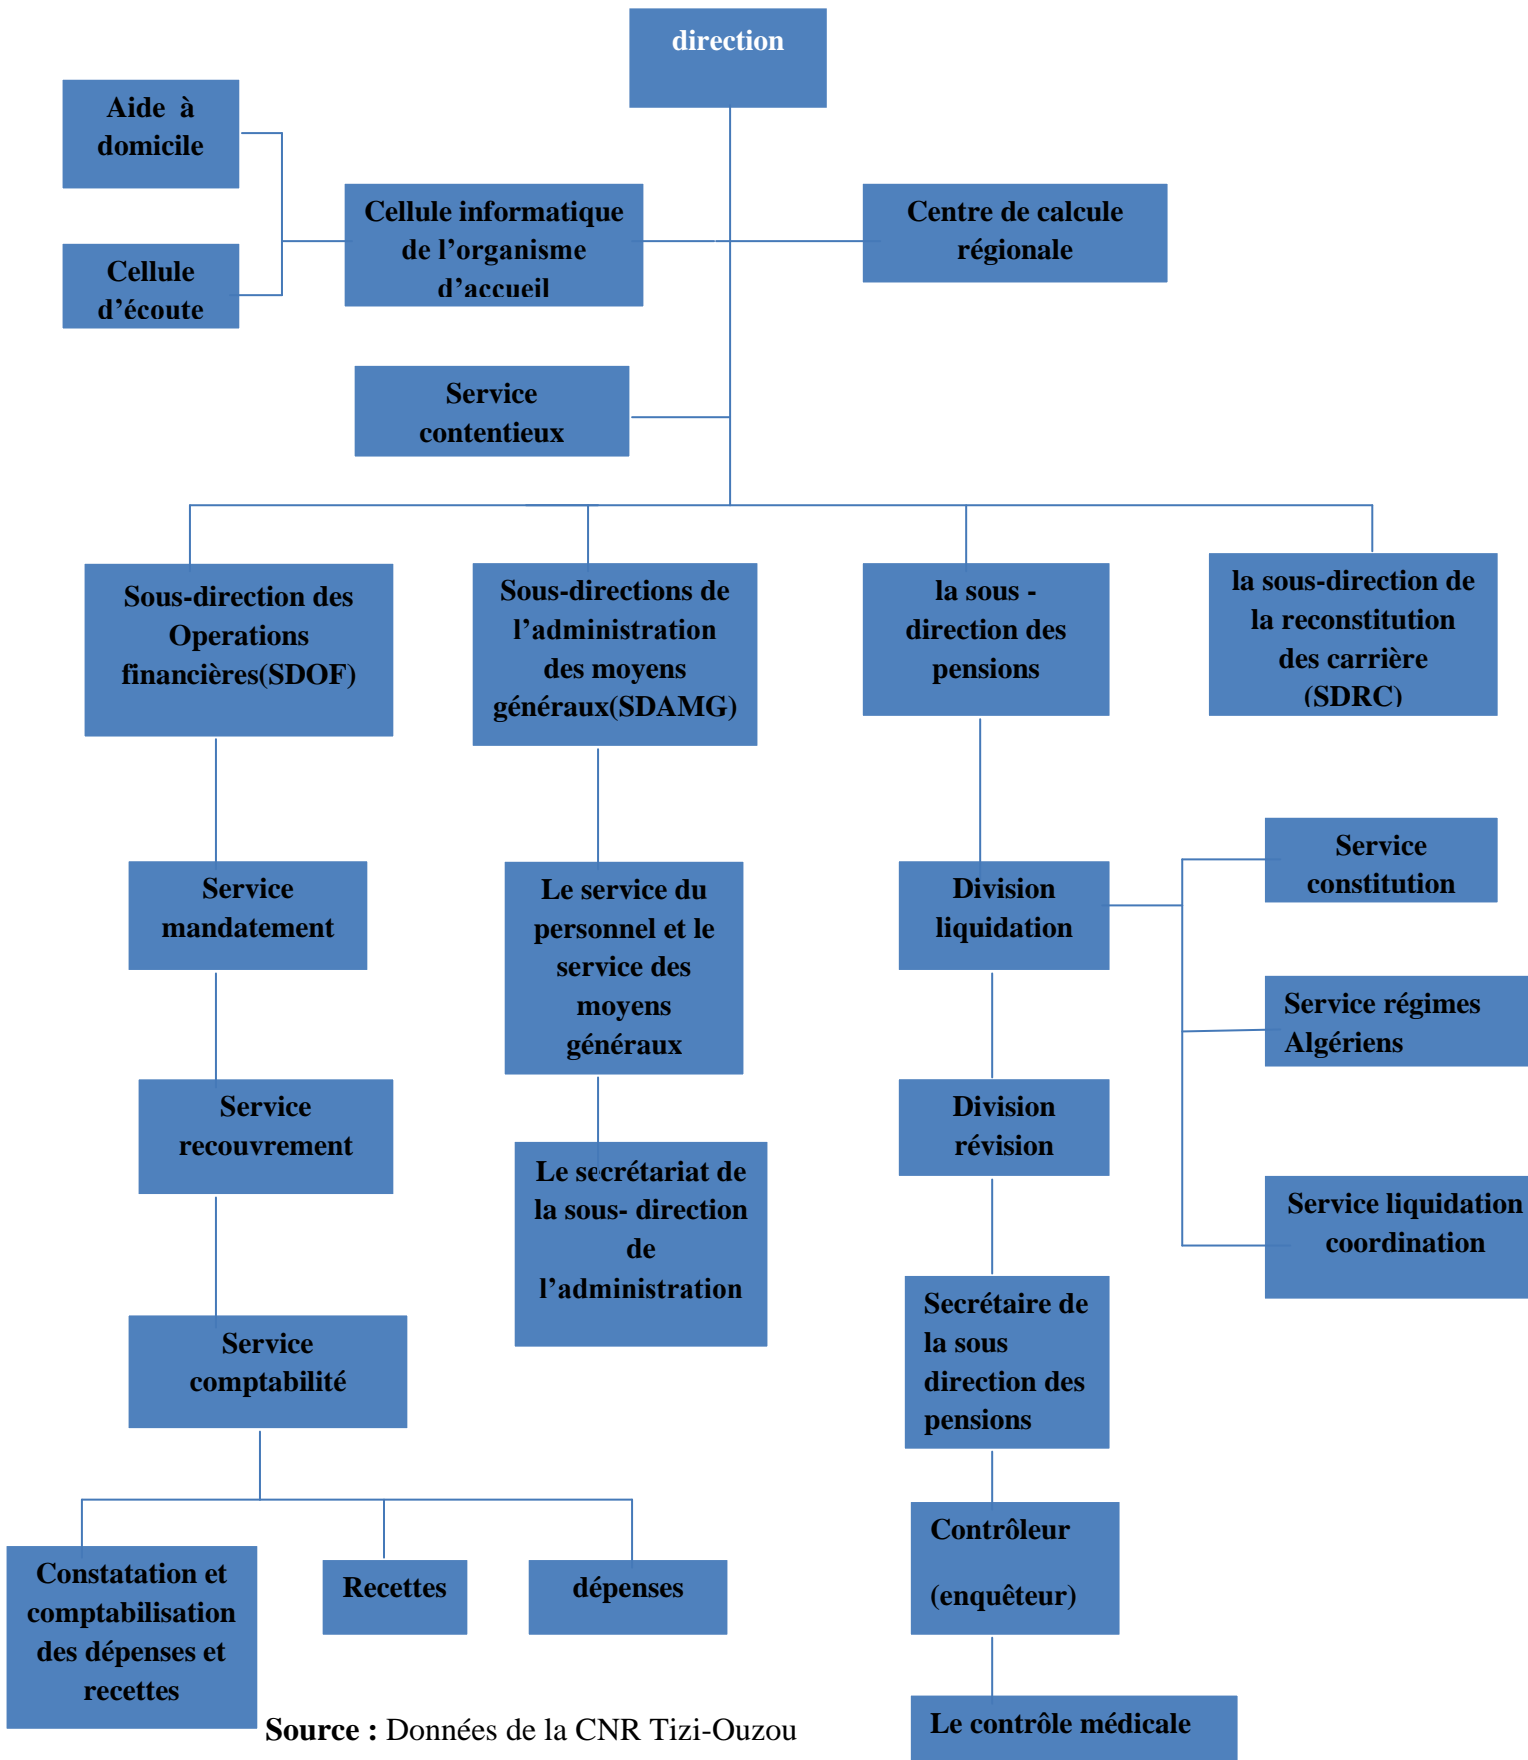 direction
Aide à
domicile
Cellule informatique
de l’organisme
d’accueil
Centre de calcule
régionale
Cellule
d’écoute
Service
contentieux
Sous-direction des
Operations
financières(SDOF)
Sous-directions de
l’administration
des moyens
généraux(SDAMG)
la sous -
direction des
pensions
la sous-direction de
la reconstitution
des carrière
(SDRC)
Service
mandatement
Le service du
personnel et le
service des
moyens
généraux
Division
liquidation
Service
constitution
Service régimes
Algériens
Service
recouvrement
Le secrétariat de
la sous- direction
de
l’administration
Division
révision
Service liquidation
coordination
Service
comptabilité
Secrétaire de
la sous
direction des
pensions
Constatation et
comptabilisation
des dépenses et
recettes
Recettes
dépenses
Contrôleur
(enquêteur)
Le contrôle médicale
Source : Données de la CNR Tizi-Ouzou